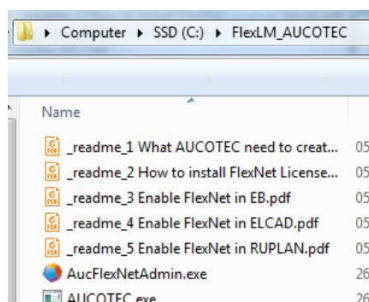 Computer ▸ SSD (C:) ▸ FlexLM_AUCOTEC
Name
_readme_1 What AUCOTEC need to creat... 05
_readme_2 How to install FlexNet License... 05
_readme_3 Enable FlexNet in EB.pdf 05
_readme_4 Enable FlexNet in ELCAD.pdf 05
_readme_5 Enable FlexNet in RUPLAN.pdf 05
AucFlexNetAdmin.exe 26
AUCOTEC.exe 26